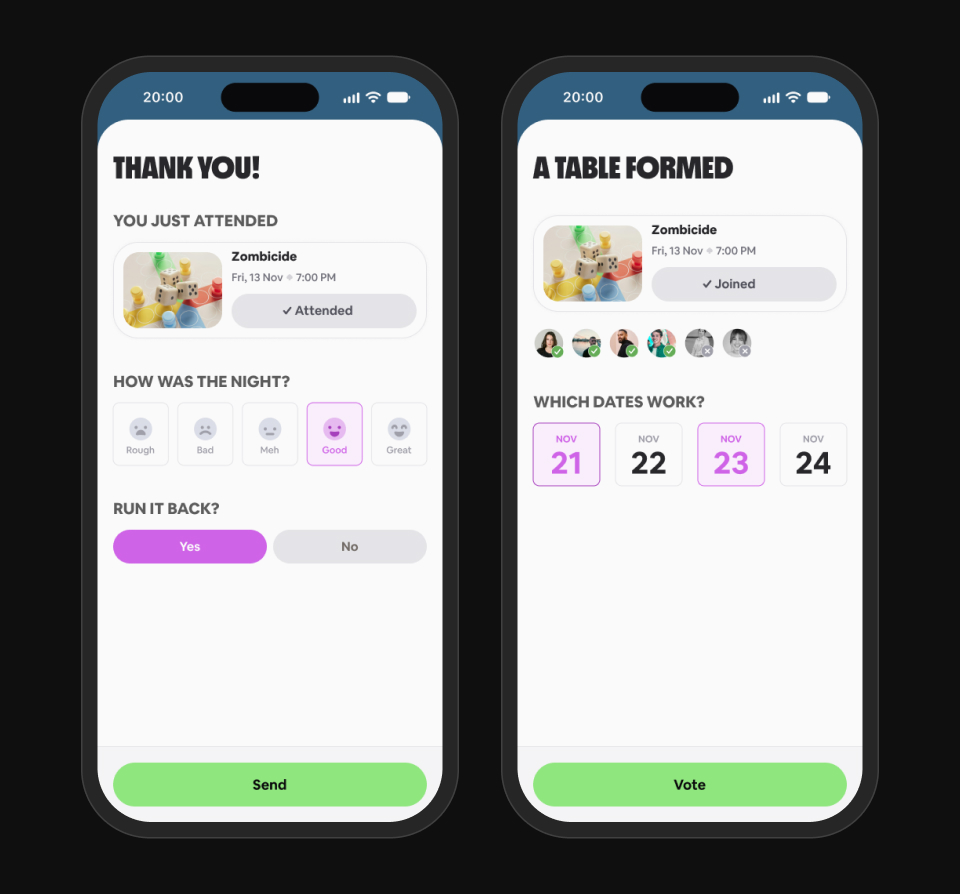 20:00
THANK YOU!
YOU JUST ATTENDED
Zombicide
Fri, 13 Nov 7:00 PM
✓ Attended
HOW WAS THE NIGHT?
Rough
Bad
Meh
Good
Great
RUN IT BACK?
Yes
No
Send
20:00
A TABLE FORMED
Zombicide
Fri, 13 Nov 7:00 PM
✓ Joined
WHICH DATES WORK?
NOV
21
NOV
22
NOV
23
NOV
24
Vote